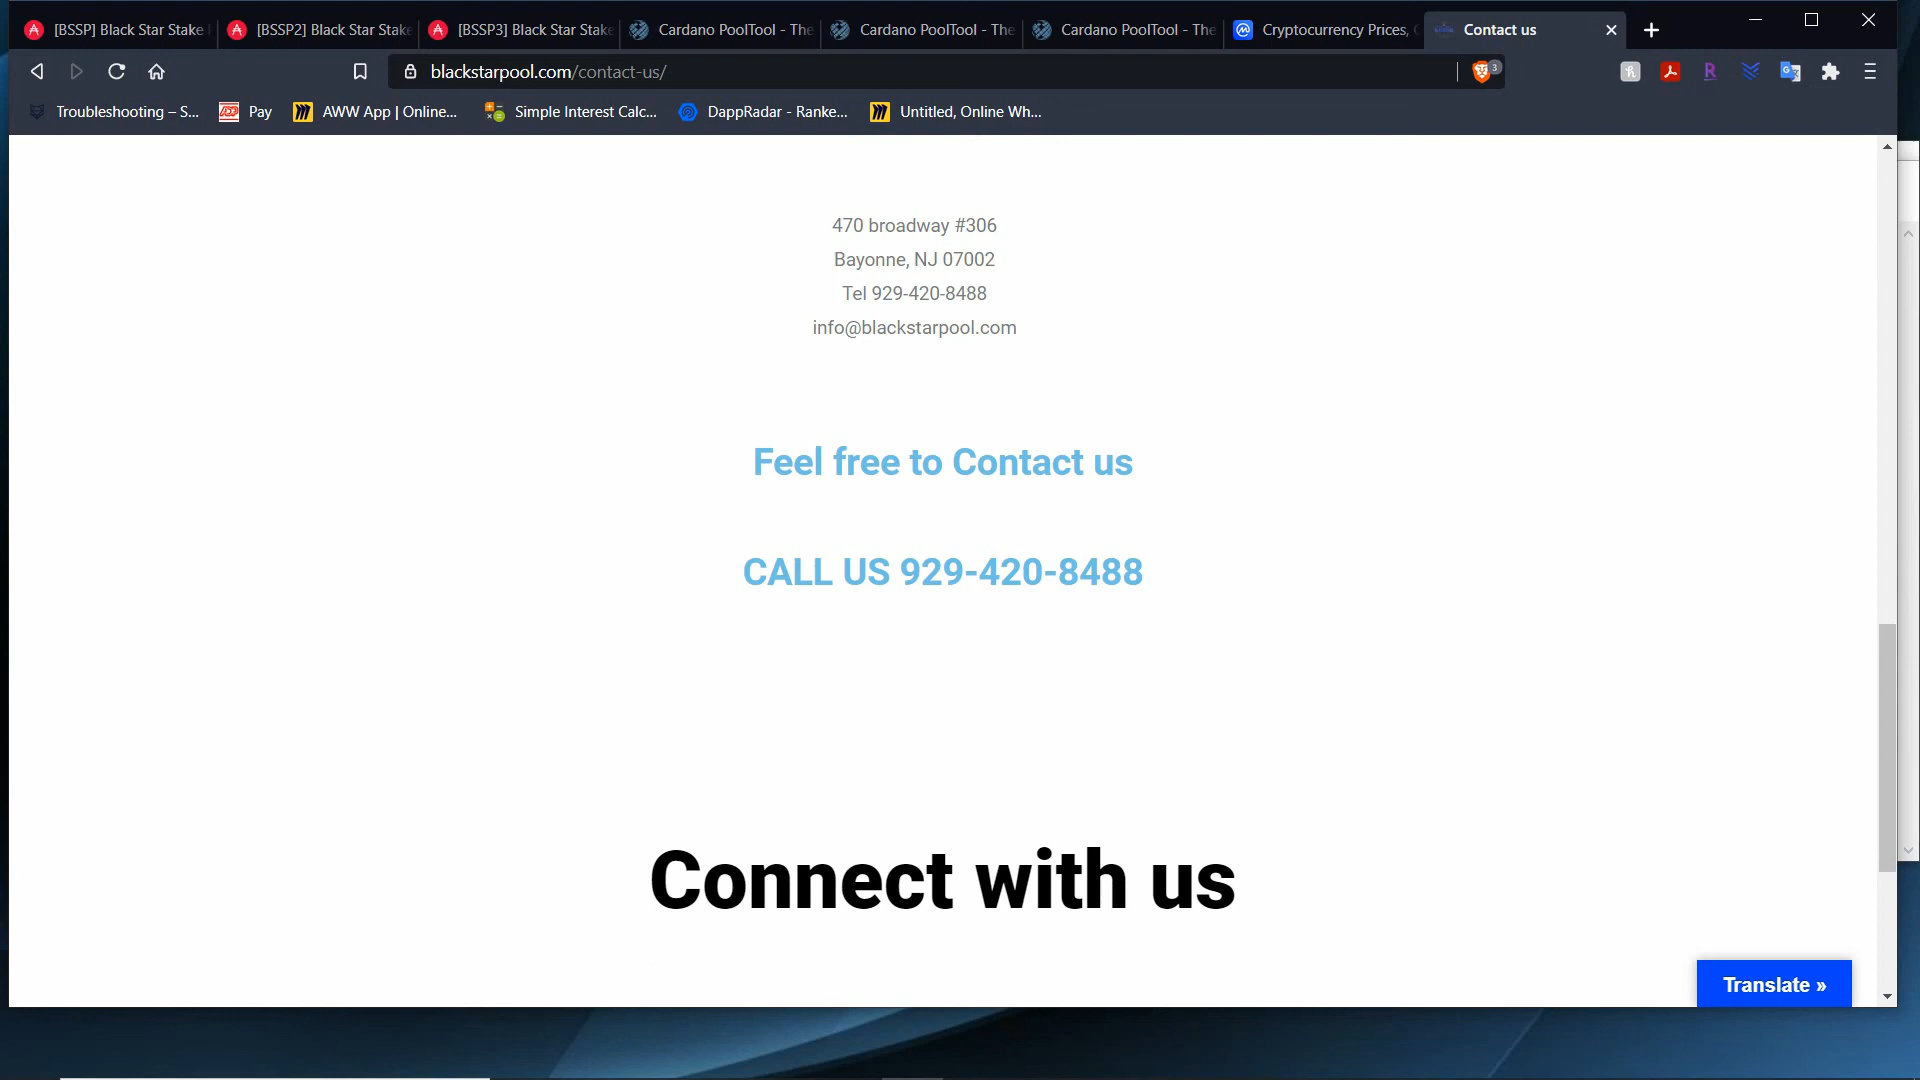 [BSSP] Black Star Stake
[BSSP2] Black Star Stake
[BSSP3] Black Star Stake
Cardano PoolTool - The
Cardano PoolTool - The
Cardano PoolTool - The
Cryptocurrency Prices,
Contact us
blackstarpool.com/contact-us/
3
Troubleshooting – S...
Pay
AWW App | Online...
Simple Interest Calc...
DappRadar - Ranke...
Untitled, Online Wh...
470 broadway #306
Bayonne, NJ 07002
Tel 929-420-8488
info@blackstarpool.com
Feel free to Contact us
CALL US 929-420-8488
Connect with us
Translate »